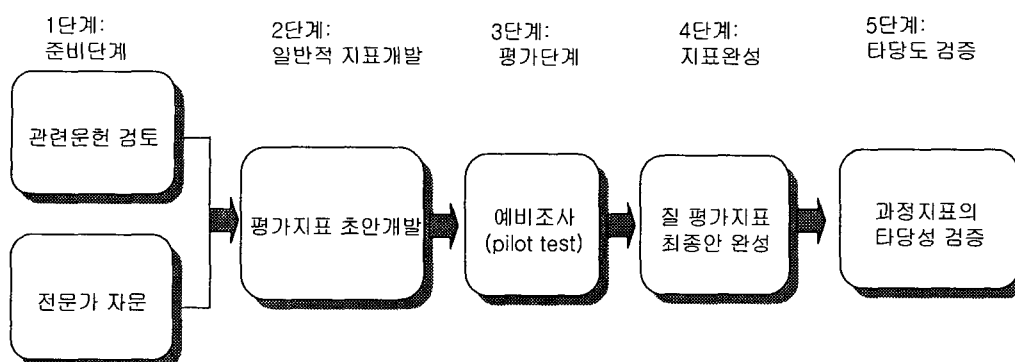 1단계:
준비단계
2단계:
일반적 지표개발
3단계:
평가단계
4단계:
지표완성
5단계:
타당도 검증
관련문헌 검토
전문가 자문
평가지표 초안개발
예비조사
(pilot test)
질 평가지표
최종안 완성
과정지표의
타당성 검증